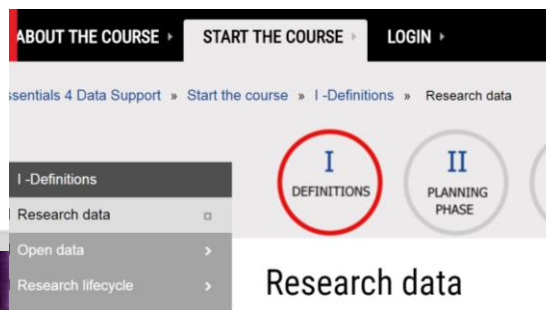 ABOUT THE COURSE START THE COURSE LOGIN
ssentials 4 Data Support » Start the course » I -Definitions » Research data
I
DEFINITIONS
II
PLANNING
PHASE
I -Definitions
Research data
Open data
Research lifecycle
Research data